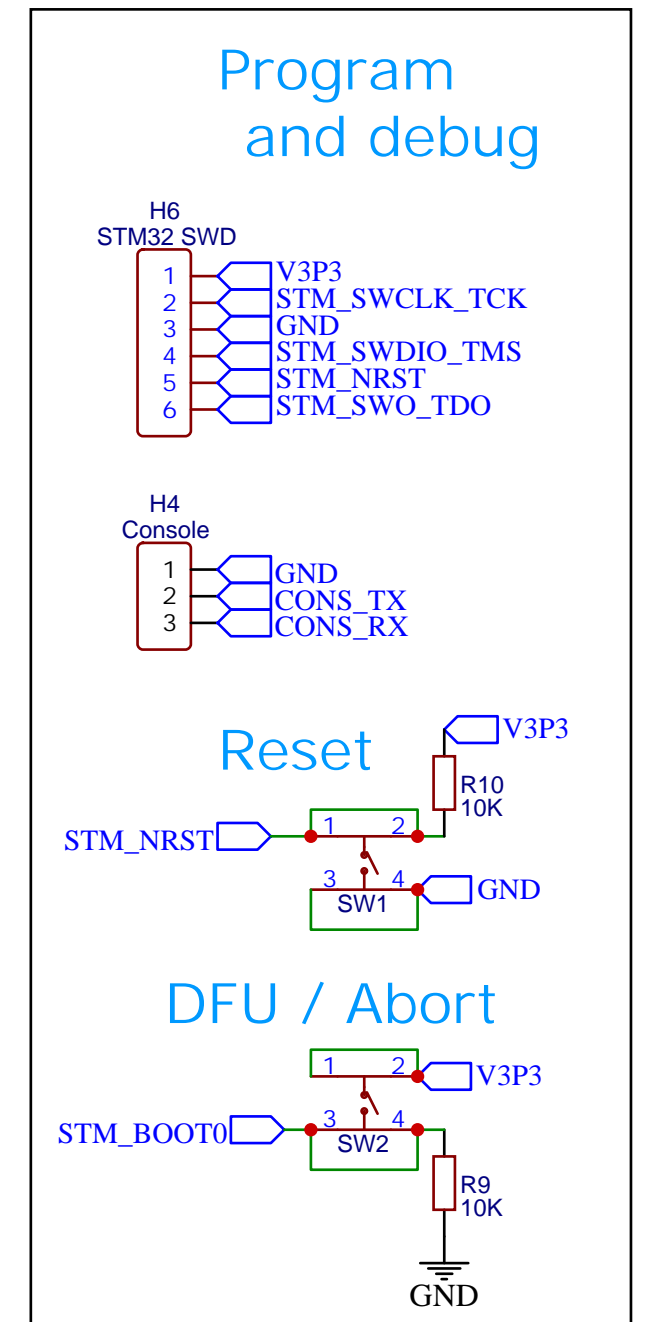 Program
and debug
H6
STM32 SWD
1 V3P3
2 STM_SWCLK_TCK
3 GND
4 STM_SWDIO_TMS
5 STM_NRST
6 STM_SWO_TDO
H4
Console
1 GND
2 CONS_TX
3 CONS_RX
Reset
V3P3
R10
10K
STM_NRST 1 2
3 4 GND
SW1
DFU / Abort
1 2 V3P3
STM_BOOT0 3 4
SW2
R9
10K
GND